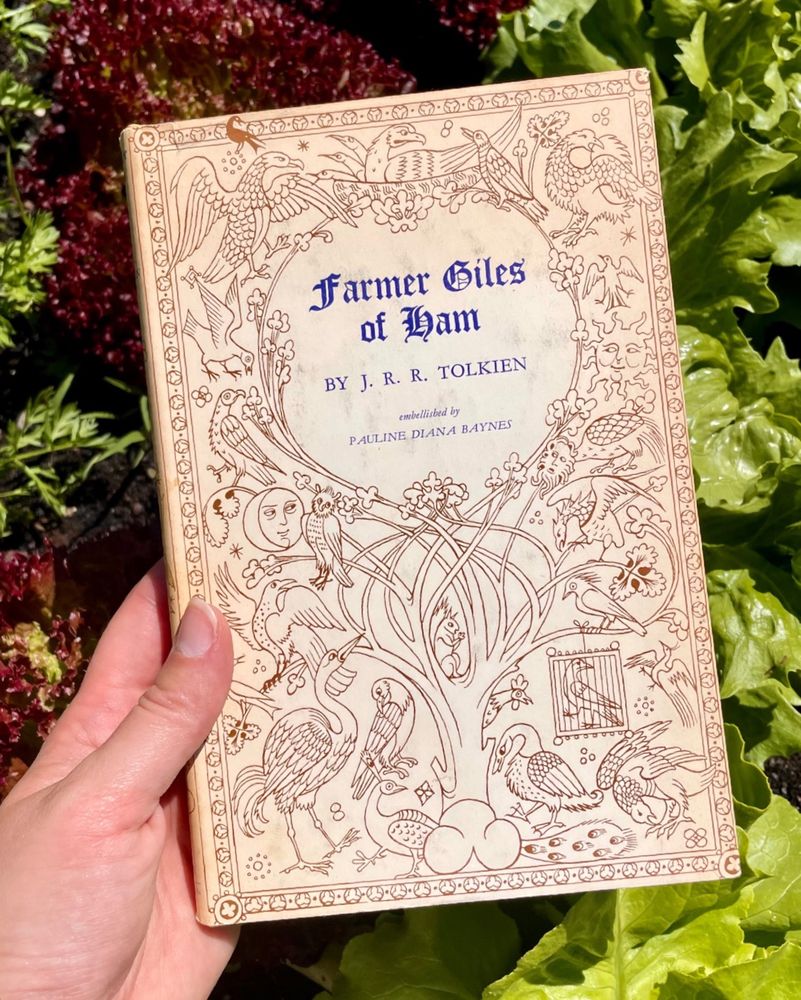 Farmer Giles
of Ham
BY J. R. R. TOLKIEN
embellished by
PAULINE DIANA BAYNES